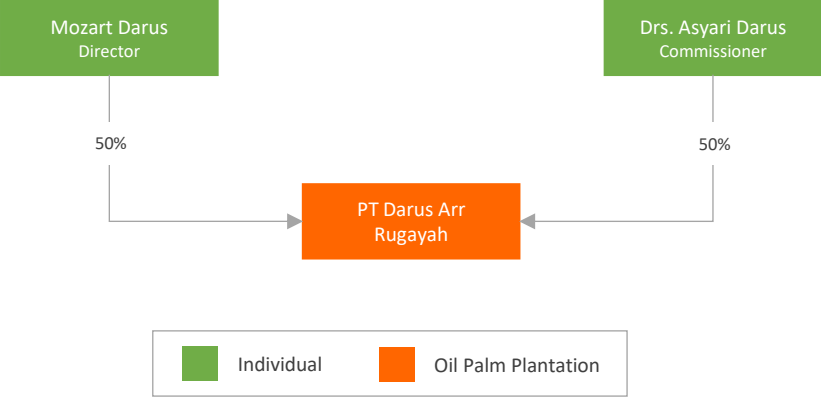 Mozart Darus
Director
Drs. Asyari Darus
Commissioner
50%
50%
PT Darus Arr
Rugayah
Individual
Oil Palm Plantation